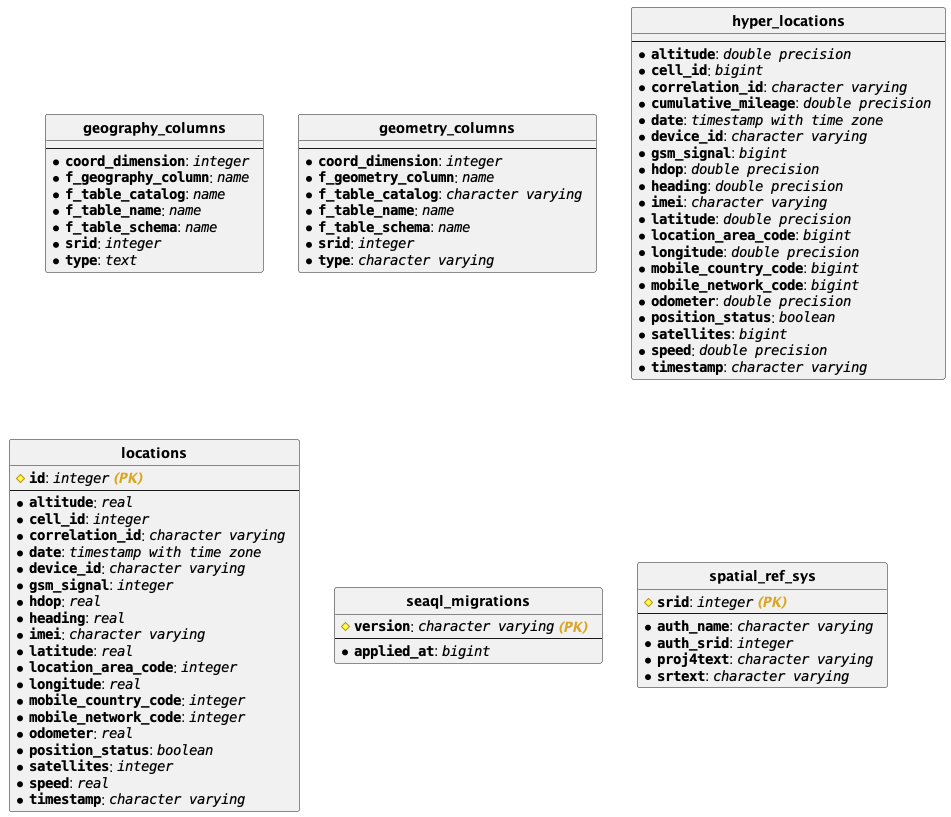 geography_columns
coord_dimension: integer
f_geography_column: name
f_table_catalog: name
f_table_name: name
f_table_schema: name
srid: integer
type: text
geometry_columns
coord_dimension: integer
f_geometry_column: name
f_table_catalog: character varying
f_table_name: name
f_table_schema: name
srid: integer
type: character varying
hyper_locations
altitude: double precision
cell_id: bigint
correlation_id: character varying
cumulative_mileage: double precision
date: timestamp with time zone
device_id: character varying
gsm_signal: bigint
hdop: double precision
heading: double precision
imei: character varying
latitude: double precision
location_area_code: bigint
longitude: double precision
mobile_country_code: bigint
mobile_network_code: bigint
odometer: double precision
position_status: boolean
satellites: bigint
speed: double precision
timestamp: character varying
locations
id: integer (PK)
altitude: real
cell_id: integer
correlation_id: character varying
date: timestamp with time zone
device_id: character varying
gsm_signal: integer
hdop: real
heading: real
imei: character varying
latitude: real
location_area_code: integer
longitude: real
mobile_country_code: integer
mobile_network_code: integer
odometer: real
position_status: boolean
satellites: integer
speed: real
timestamp: character varying
seaql_migrations
version: character varying (PK)
applied_at: bigint
spatial_ref_sys
srid: integer (PK)
auth_name: character varying
auth_srid: integer
proj4text: character varying
srtext: character varying